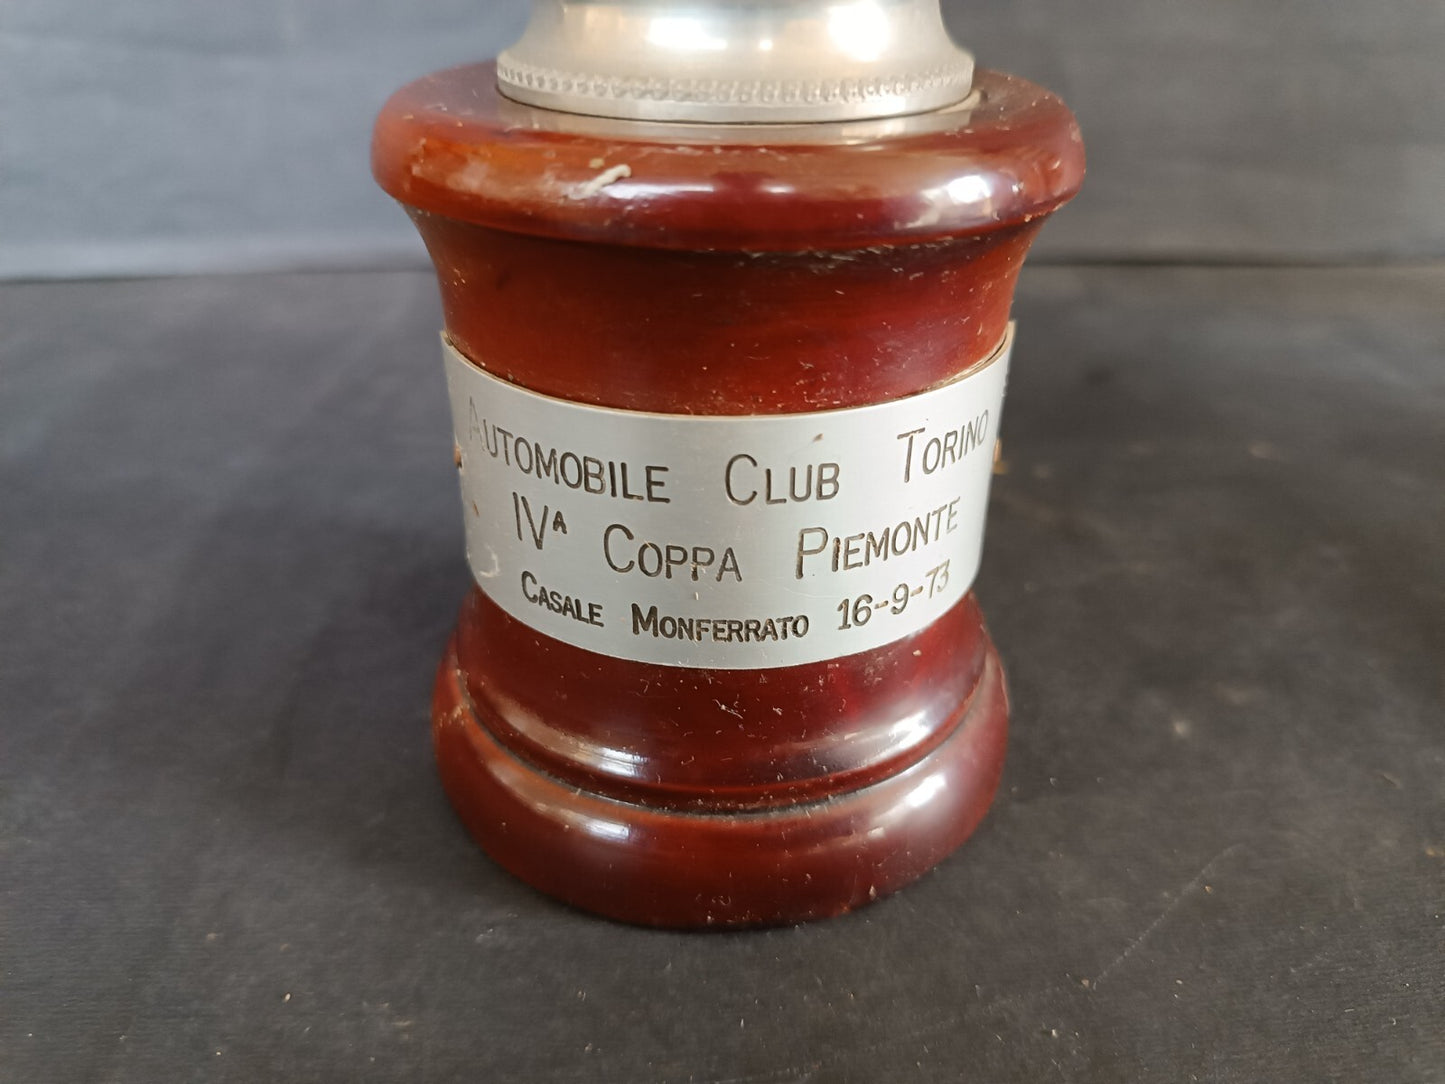 AUTOMOBILE CLUB TORINO
IVA COPPA PIEMONTE
CASALE MONFERRATO 16-9-73